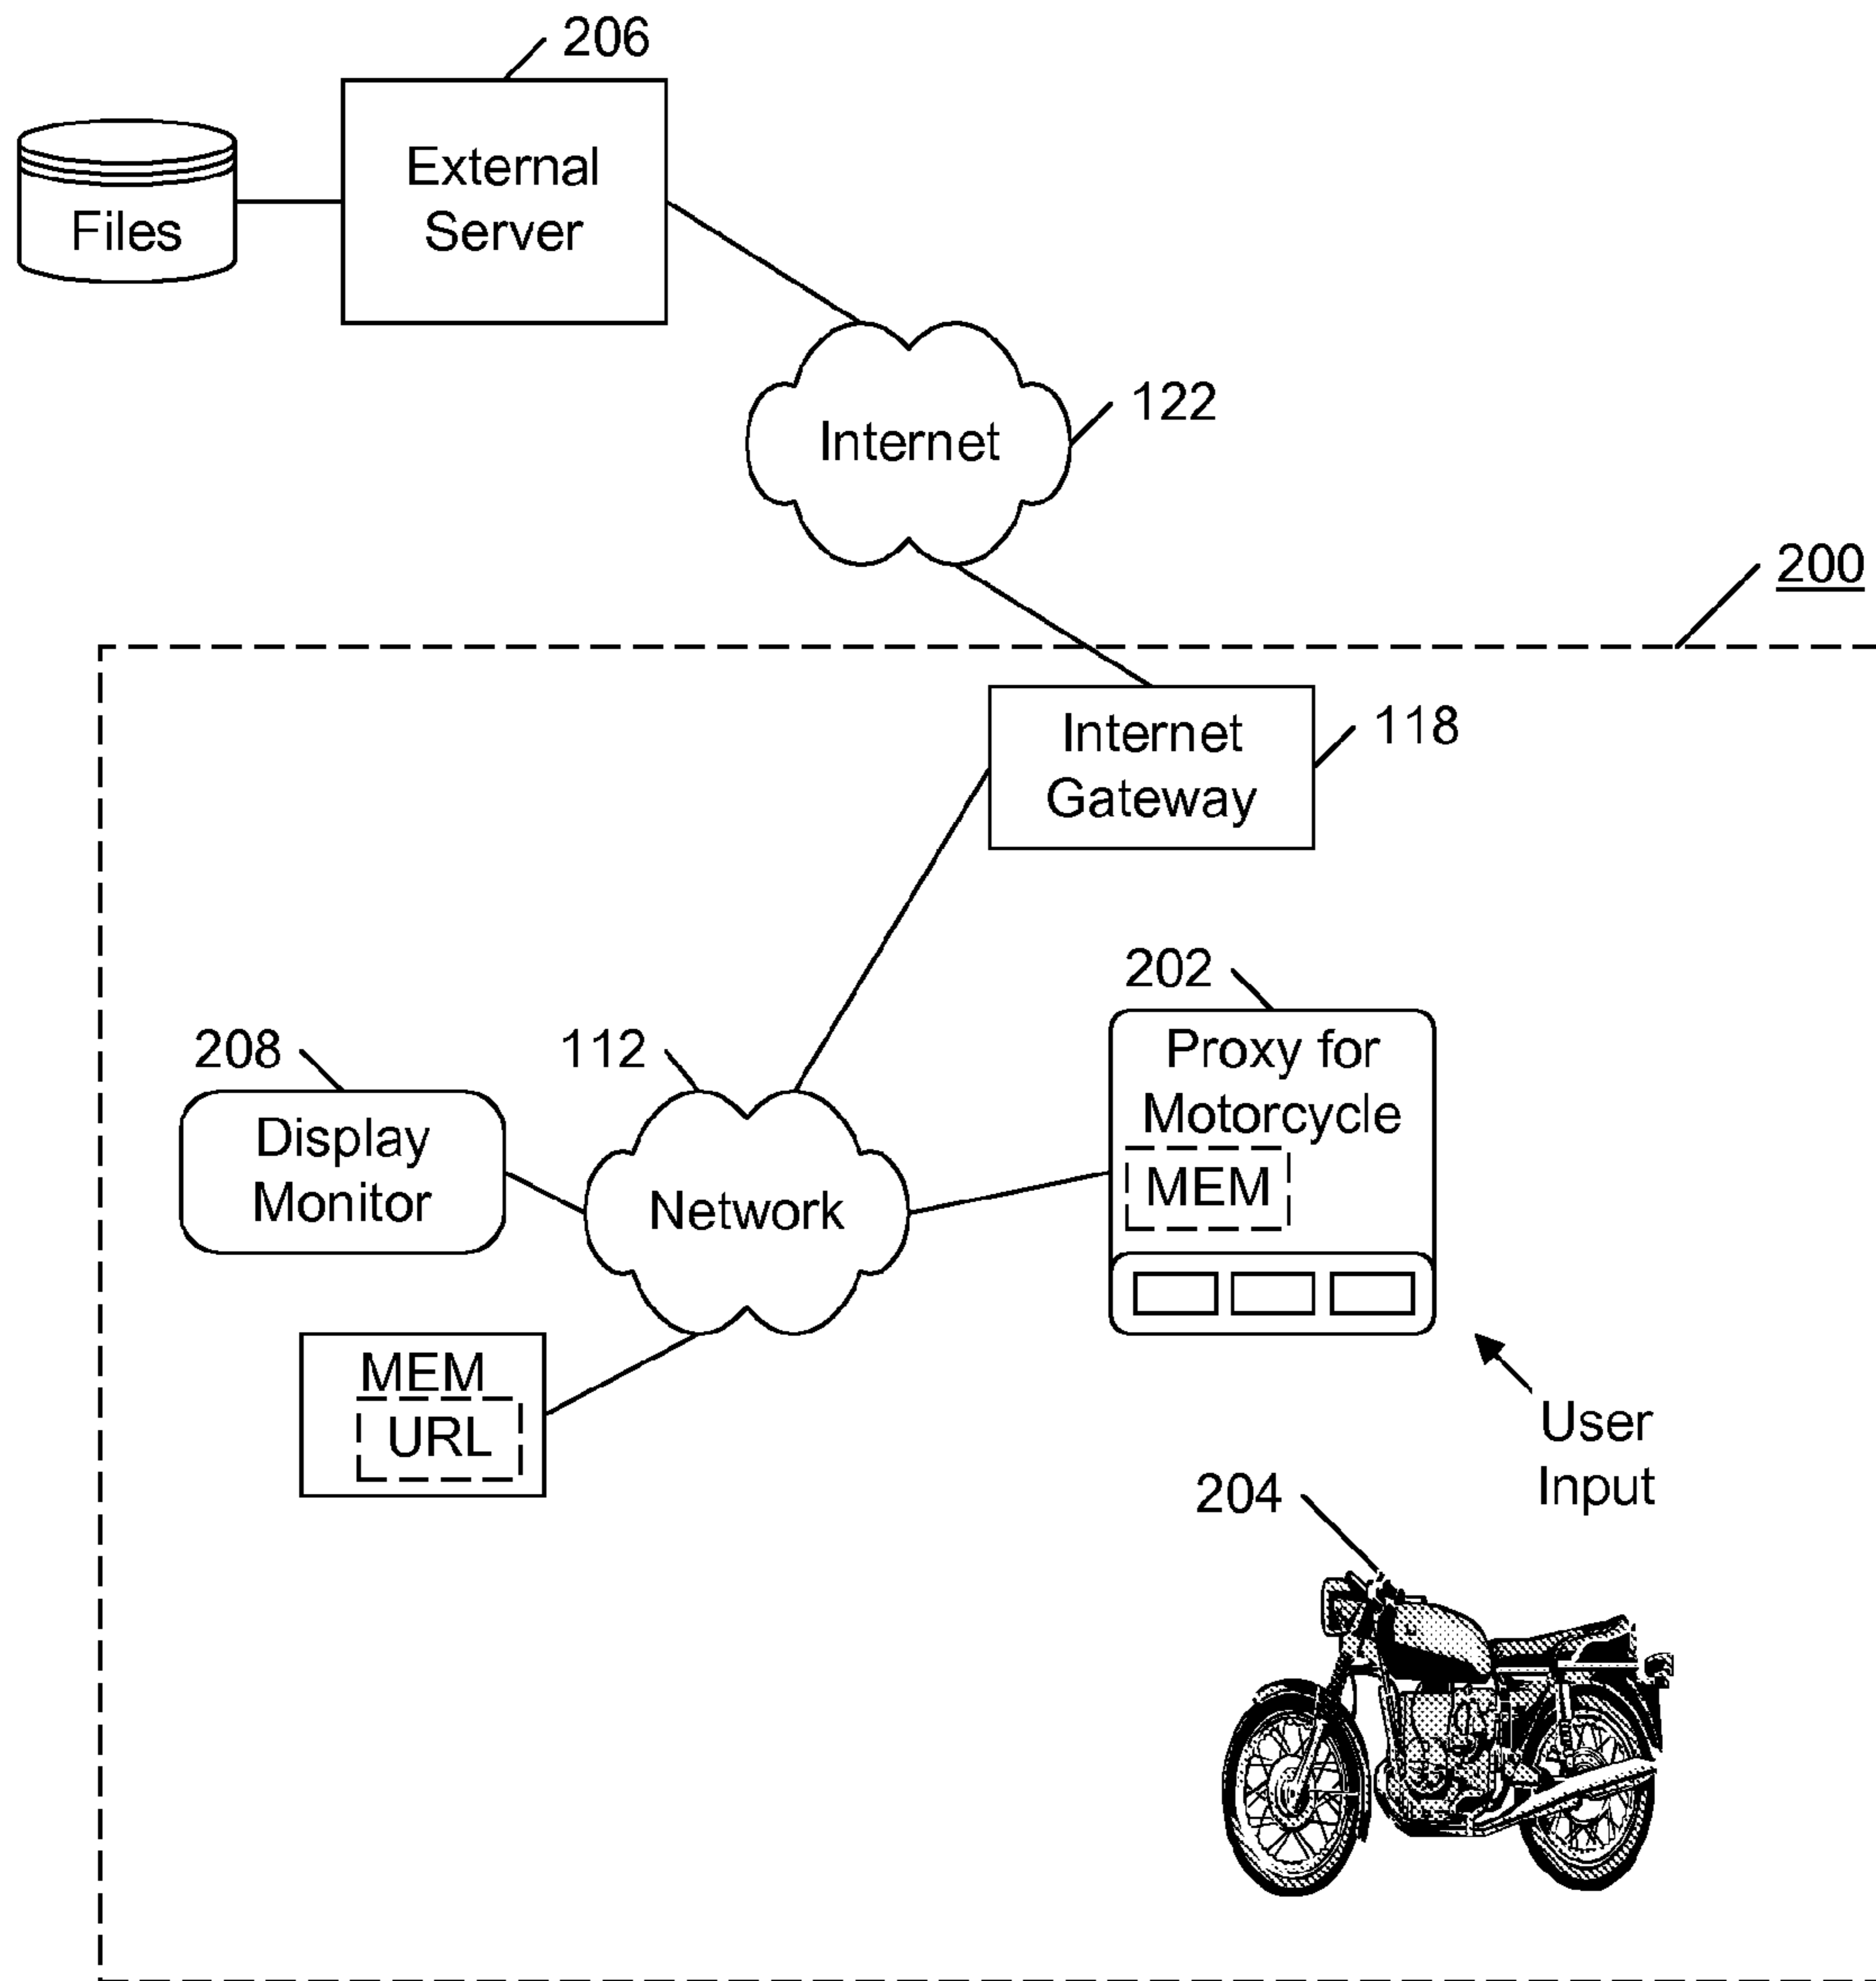 206
External
Server
Files
122
Internet
200
Internet
Gateway
118
202
Proxy for
Motorcycle
MEM
208
112
Display
Monitor
Network
MEM
URL
User
Input
204